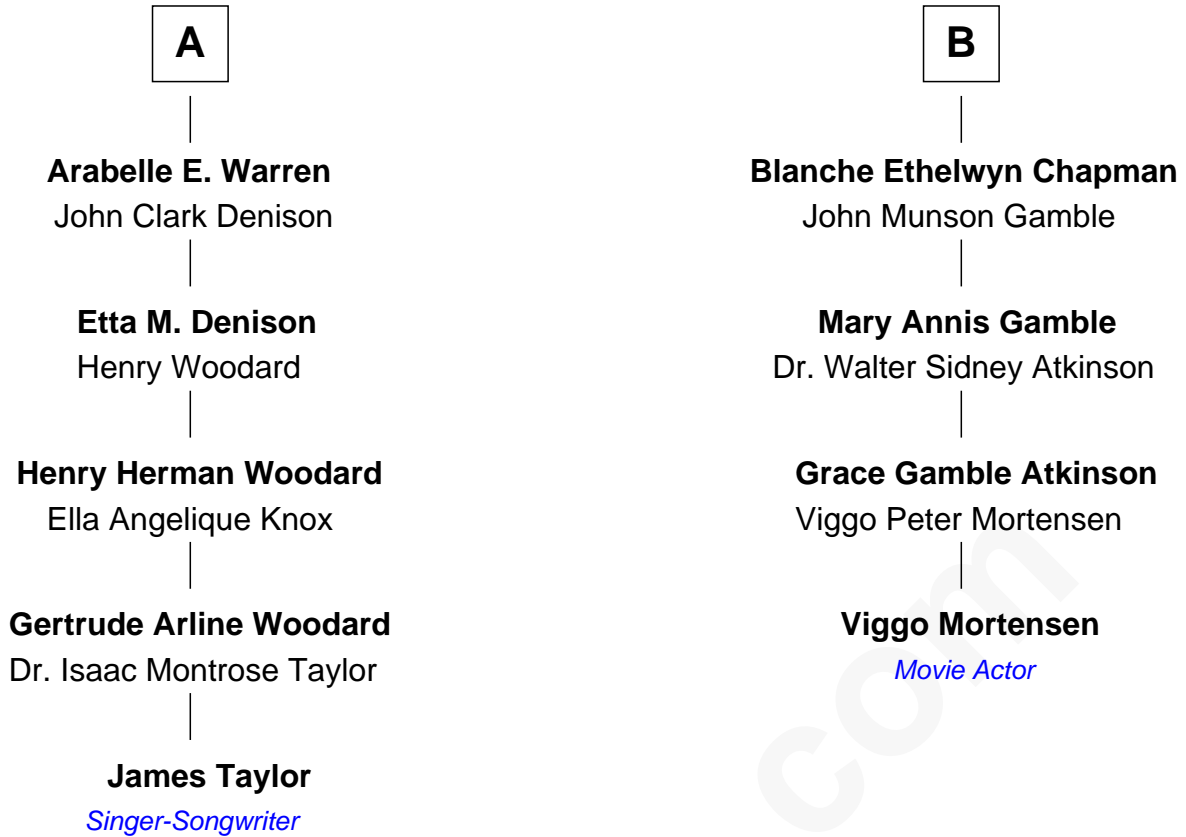 A
Arabelle E. Warren
John Clark Denison
Etta M. Denison
Henry Woodard
Henry Herman Woodard
Ella Angelique Knox
Gertrude Arline Woodard
Dr. Isaac Montrose Taylor
James Taylor
Singer-Songwriter
B
Blanche Ethelwyn Chapman
John Munson Gamble
Mary Annis Gamble
Dr. Walter Sidney Atkinson
Grace Gamble Atkinson
Viggo Peter Mortensen
Viggo Mortensen
Movie Actor
com